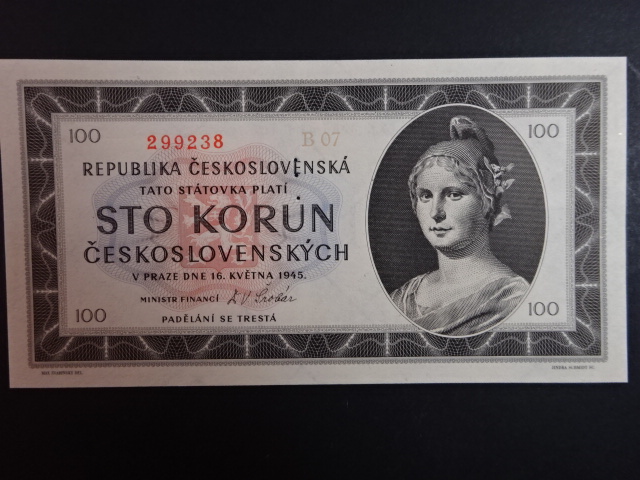 100 299238 B 07 100
REPUBLIKA ČESKOSLOVENSKÁ
TATO STÁTOVKA PLATÍ
STO KORUN
ČESKOSLOVENSKÝCH
V PRAZE DNE 16. KVĚTNA 1945.
MINISTR FINANCÍ
100 100
PADĚLÁNÍ SE TRESTÁ